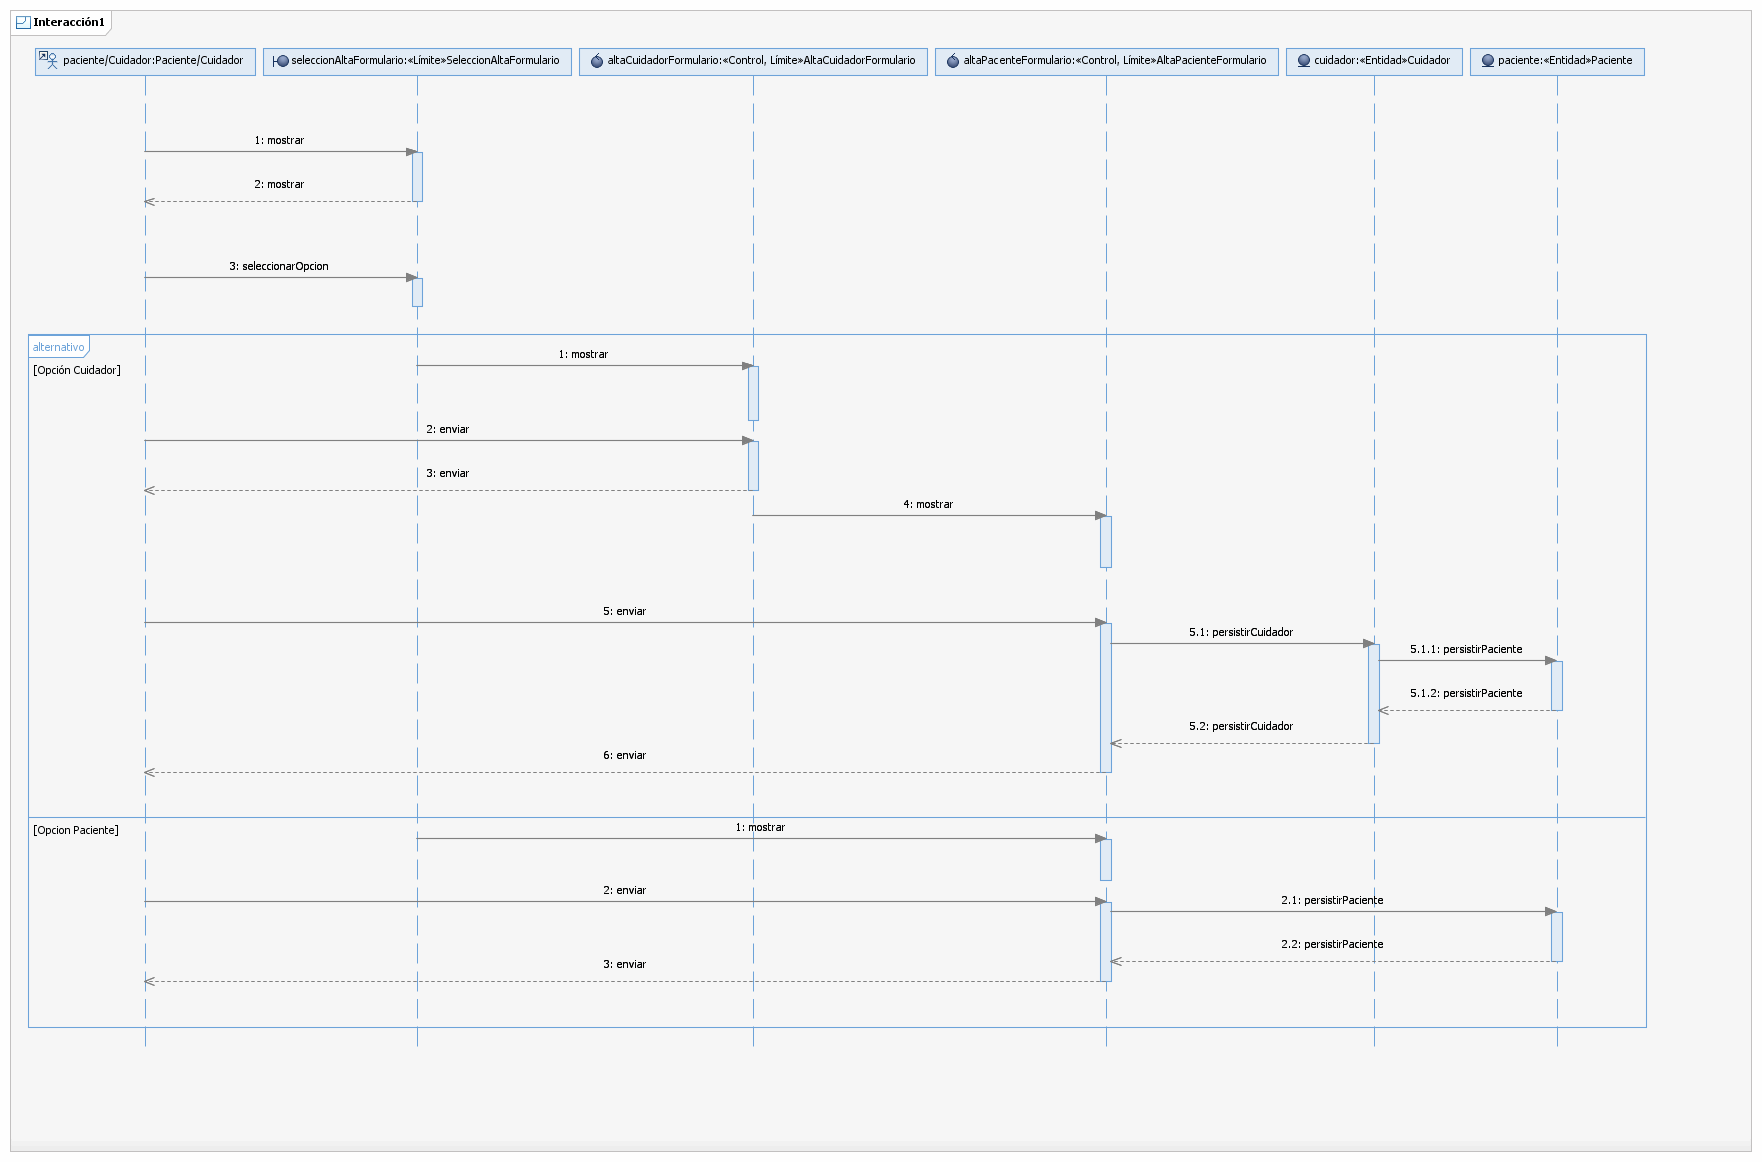 Interacción1
paciente/Cuidador:Paciente/Cuidador
seleccionAltaFormulario:«Límite»SeleccionAltaFormulario
altaCuidadorFormulario:«Control, Límite»AltaCuidadorFormulario
altaPacenteFormulario:«Control, Límite»AltaPacienteFormulario
cuidador:«Entidad»Cuidador
paciente:«Entidad»Paciente
1: mostrar
2: mostrar
3: seleccionarOpcion
alternativo
1: mostrar
[Opción Cuidador]
2: enviar
3: enviar
4: mostrar
5: enviar
5.1: persistirCuidador
5.1.1: persistirPaciente
5.1.2: persistirPaciente
5.2: persistirCuidador
6: enviar
[Opcion Paciente]
1: mostrar
2: enviar
2.1: persistirPaciente
2.2: persistirPaciente
3: enviar